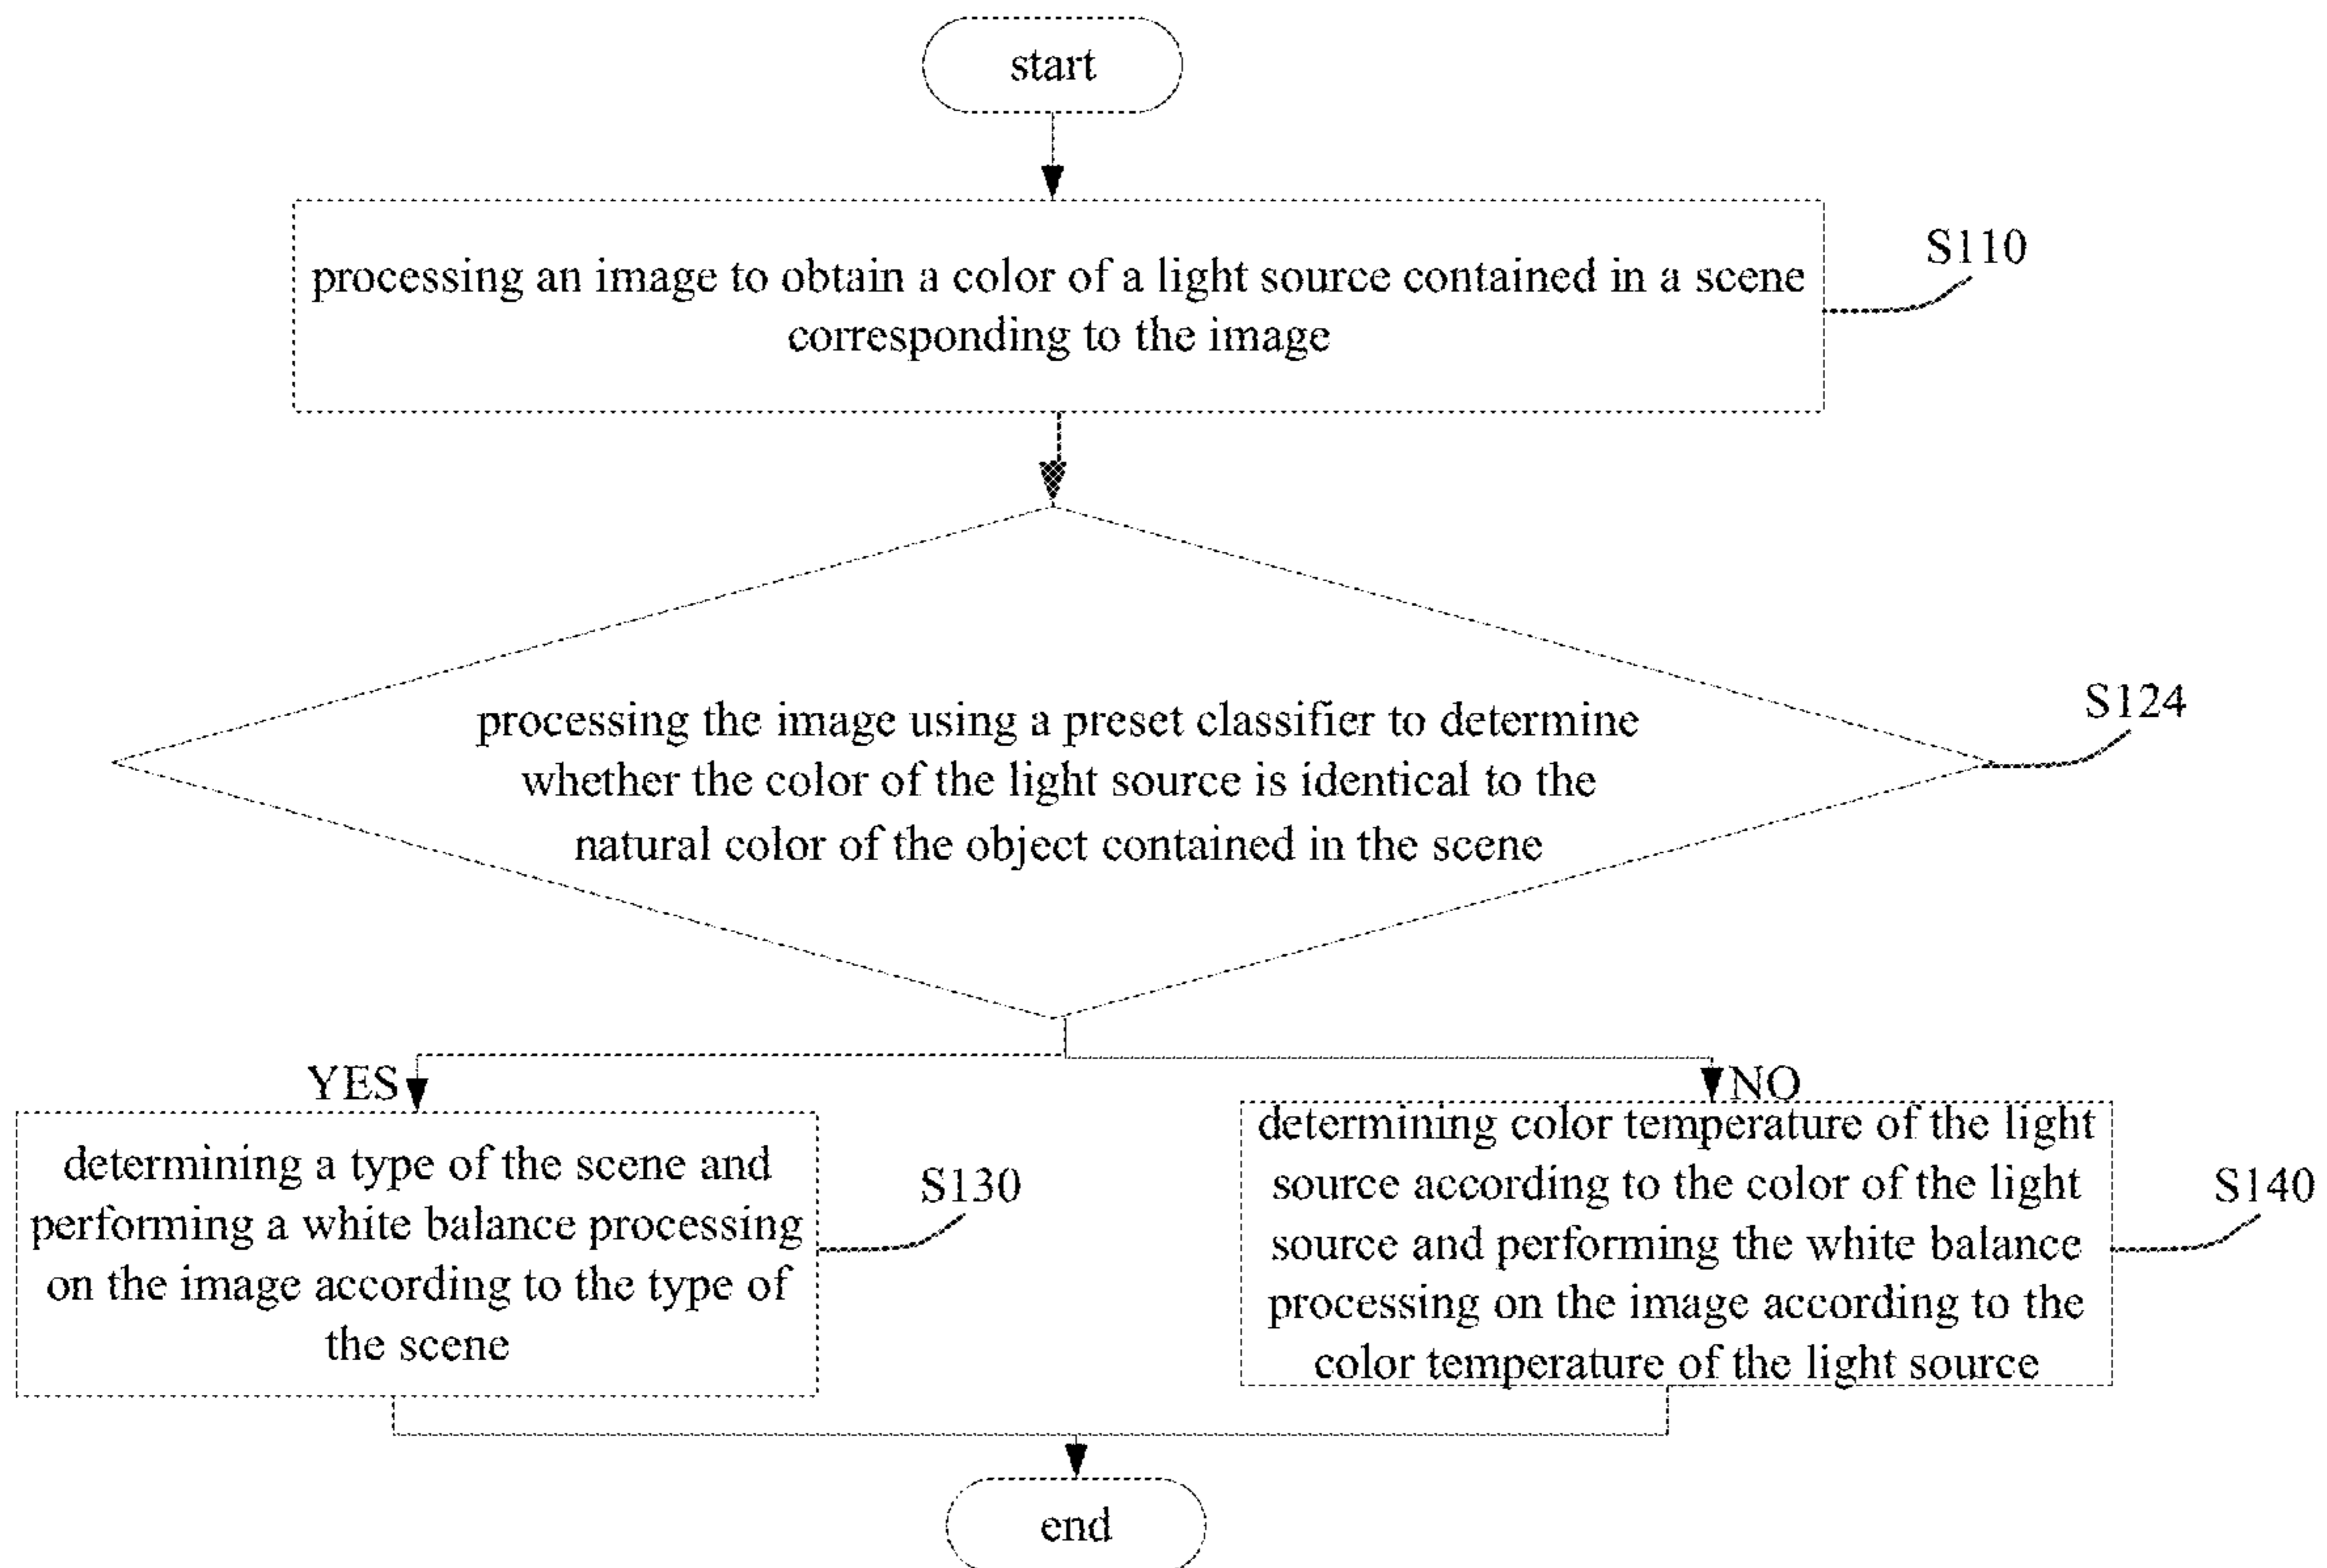 start
processing an image to obtain a color of a light source contained in a scene
corresponding to the image
S110
processing the image using a preset classifier to determine
whether the color of the light source is identical to the
natural color of the object contained in the scene
S124
YES
NO
determining a type of the scene and
performing a white balance processing
on the image according to the type of
the scene
S130
determining color temperature of the light
source according to the color of the light
source and performing the white balance
processing on the image according to the
color temperature of the light source
S140
end